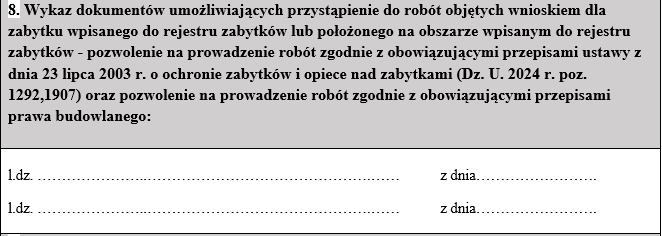 8. Wykaz dokumentów umożliwiających przystąpienie do robót objętych wnioskiem dla
zabytku wpisanego do rejestru zabytków lub położonego na obszarze wpisanym do rejestru
zabytków - pozwolenie na prowadzenie robót zgodnie z obowiązującymi przepisami ustawy z
dnia 23 lipca 2003 r. o ochronie zabytków i opiece nad zabytkami (Dz. U. 2024 r. poz.
1292,1907) oraz pozwolenie na prowadzenie robót zgodnie z obowiązującymi przepisami
prawa budowlanego:
l.dz. ………………………………………………………………… z dnia…………………….
l.dz. ………………………………………………………………… z dnia…………………….